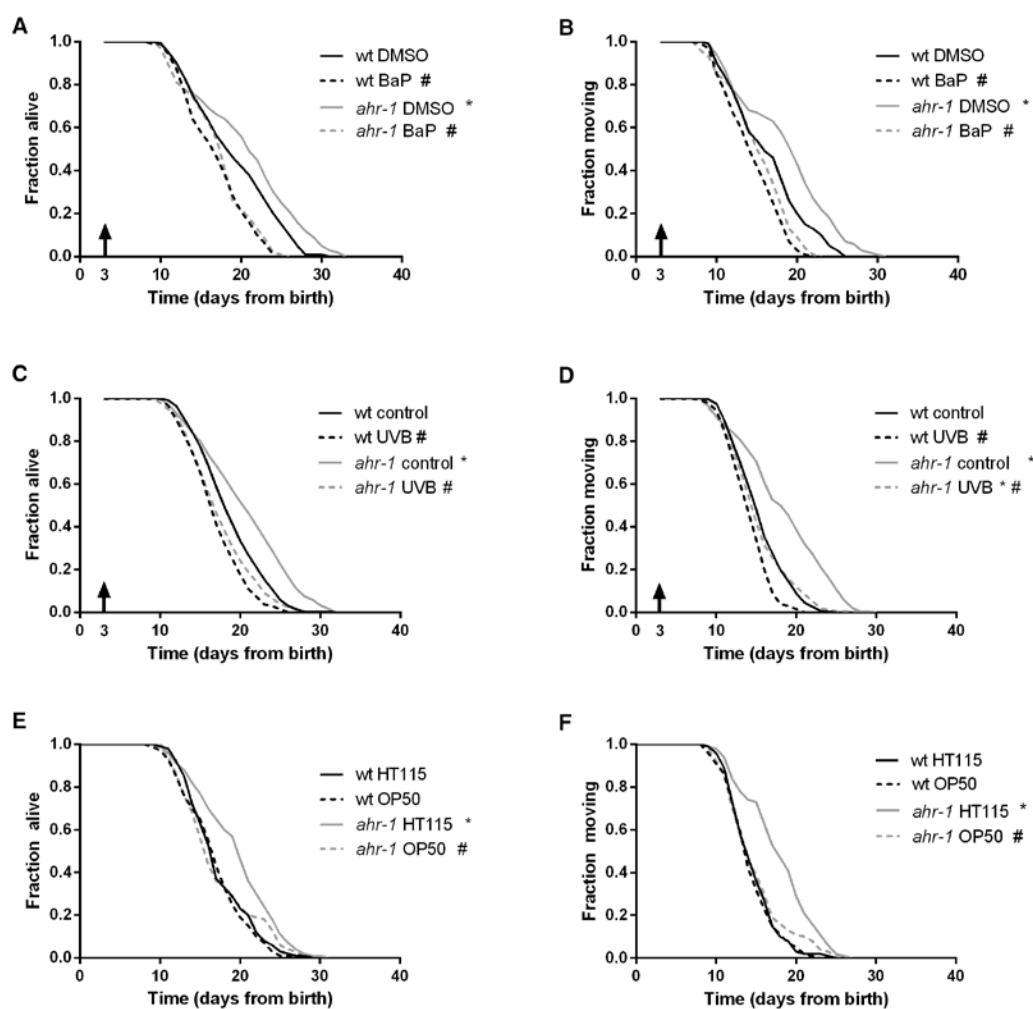 A
1.0
0.8
0.6
0.4
0.2
0.0
Fraction alive
wt DMSO
wt BaP #
ahr-1 DMSO *
ahr-1 BaP #
0 3 10 20 30 40
Time (days from birth)
B
1.0
0.8
0.6
0.4
0.2
0.0
Fraction moving
wt DMSO
wt BaP #
ahr-1 DMSO *
ahr-1 BaP #
0 3 10 20 30 40
Time (days from birth)
C
1.0
0.8
0.6
0.4
0.2
0.0
Fraction alive
wt control
wt UVB #
ahr-1 control *
ahr-1 UVB #
0 3 10 20 30 40
Time (days from birth)
D
1.0
0.8
0.6
0.4
0.2
0.0
Fraction moving
wt control
wt UVB #
ahr-1 control *
ahr-1 UVB * #
0 3 10 20 30 40
Time (days from birth)
E
1.0
0.8
0.6
0.4
0.2
0.0
Fraction alive
wt HT115
wt OP50
ahr-1 HT115 *
ahr-1 OP50 #
0 10 20 30 40
Time (days from birth)
F
1.0
0.8
0.6
0.4
0.2
0.0
Fraction moving
wt HT115
wt OP50
ahr-1 HT115 *
ahr-1 OP50 #
0 10 20 30 40
Time (days from birth)